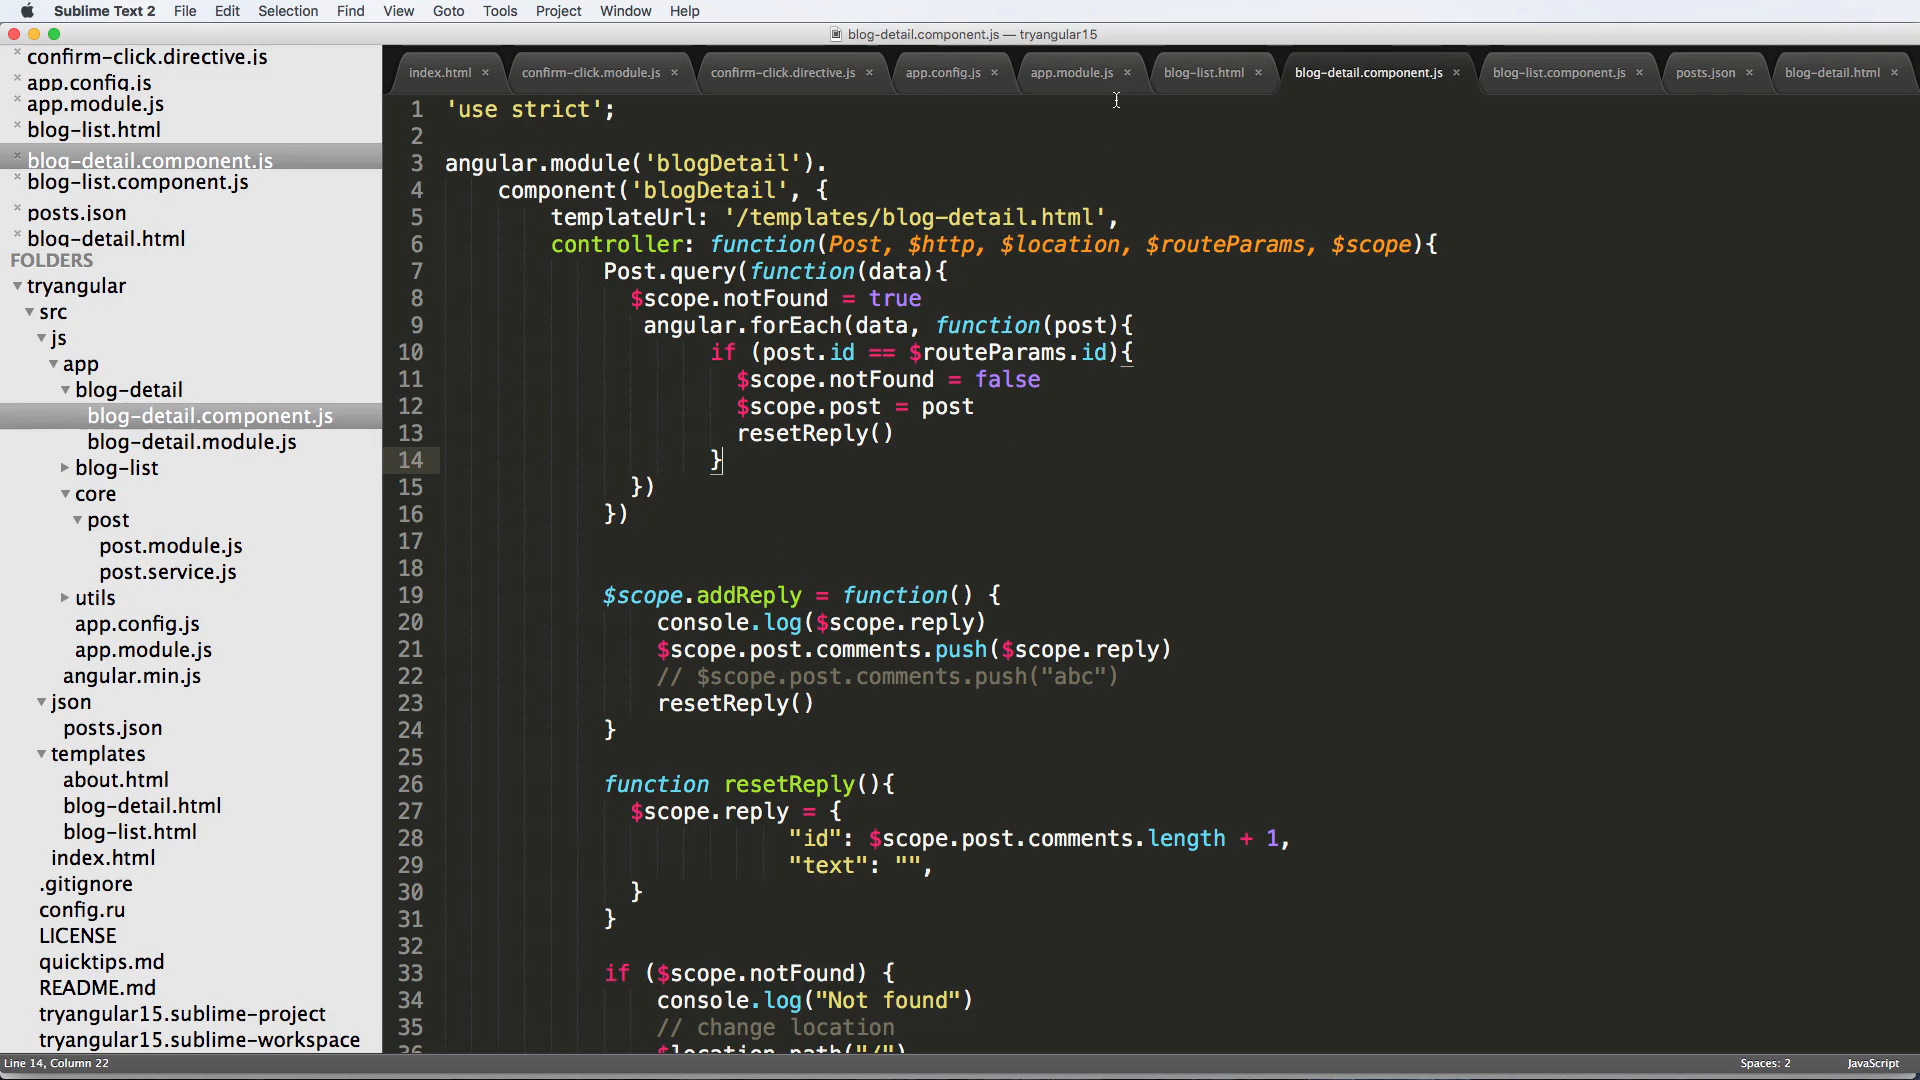 Sublime Text 2 File Edit Selection Find View Goto Tools Project Window Help
blog-detail.component.js — tryangular15
confirm-click.directive.js
app.config.js
app.module.js
blog-list.html
blog-detail.component.js
blog-list.component.js
posts.json
blog-detail.html
FOLDERS
tryangular
src
js
app
blog-detail
blog-detail.component.js
blog-detail.module.js
blog-list
core
post
post.module.js
post.service.js
utils
app.config.js
app.module.js
angular.min.js
json
posts.json
templates
about.html
blog-detail.html
blog-list.html
index.html
.gitignore
config.ru
LICENSE
quicktips.md
README.md
tryangular15.sublime-project
tryangular15.sublime-workspace
index.html × confirm-click.module.js × confirm-click.directive.js × app.config.js × app.module.js × blog-list.html × blog-detail.component.js × blog-list.component.js × posts.json × blog-detail.html ×
1 'use strict';
2
3 angular.module('blogDetail').
4 component('blogDetail', {
5 templateUrl: '/templates/blog-detail.html',
6 controller: function(Post, $http, $location, $routeParams, $scope){
7 Post.query(function(data){
8 $scope.notFound = true
9 angular.forEach(data, function(post){
10 if (post.id == $routeParams.id){
11 $scope.notFound = false
12 $scope.post = post
13 resetReply()
14 }
15 })
16 })
17
18
19 $scope.addReply = function() {
20 console.log($scope.reply)
21 $scope.post.comments.push($scope.reply)
22 // $scope.post.comments.push("abc")
23 resetReply()
24 }
25
26 function resetReply(){
27 $scope.reply = {
28 "id": $scope.post.comments.length + 1,
29 "text": "",
30 }
31 }
32
33 if ($scope.notFound) {
34 console.log("Not found")
35 // change location
36 $location.path("/")
Line 14, Column 22
Spaces: 2 JavaScript